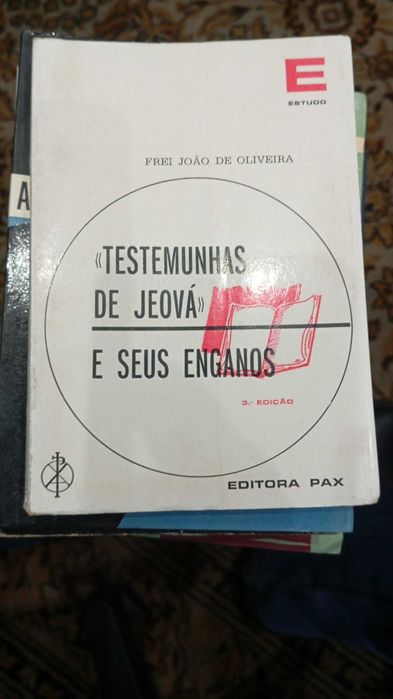 E
ESTUDO
FREI JOÃO DE OLIVEIRA
A
«TESTEMUNHAS
DE JEOVÁ»
E SEUS ENGANOS
3.ª EDIÇÃO
EDITORA PAX